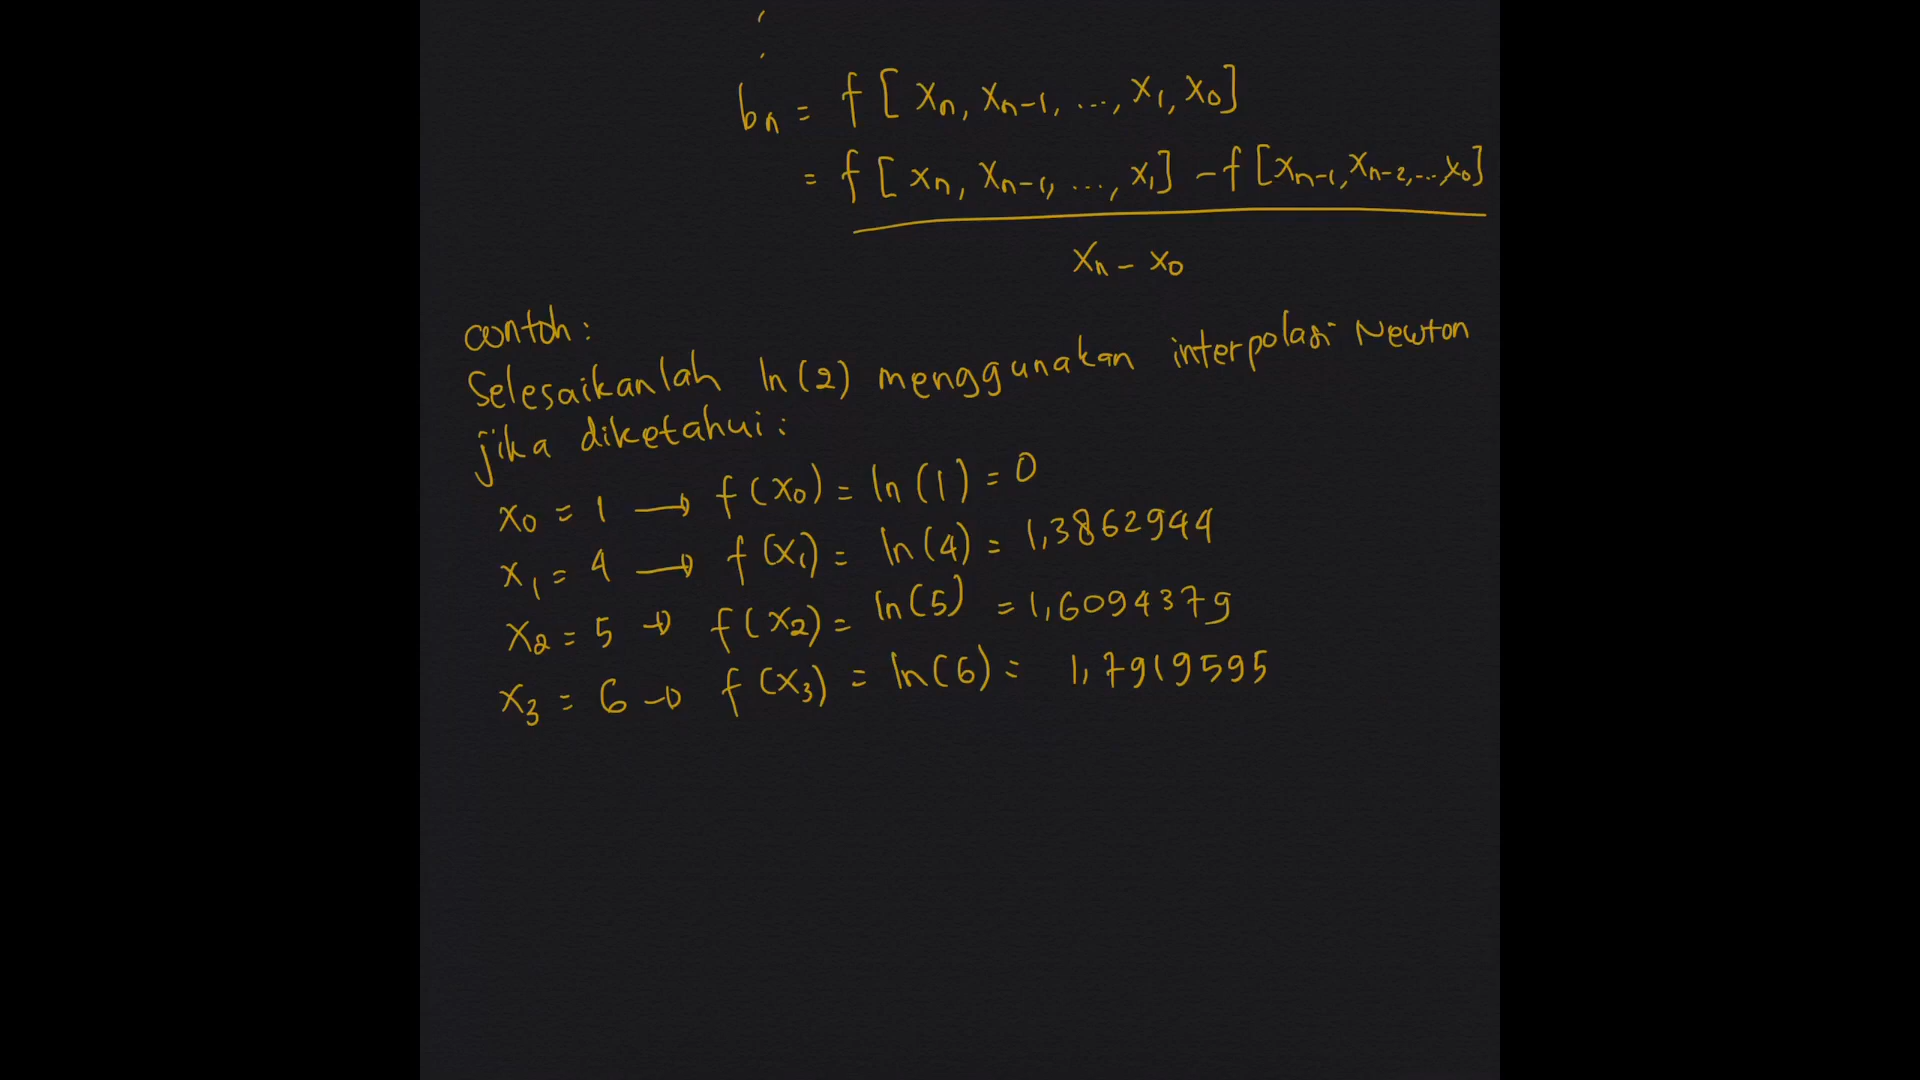 bn = f [ xn, xn-1, ..., x1, x0 ]
= f [ xn, xn-1, ..., x1 ] - f [ xn-1, xn-2, ..., x0 ]
xn - x0
contoh :
Selesaikanlah ln (2) menggunakan interpolasi Newton
jika diketahui :
x0 = 1 → f (x0) = ln (1) = 0
x1 = 4 → f (x1) = ln (4) = 1,3862944
x2 = 5 → f (x2) = ln (5) = 1,6094379
x3 = 6 → f (x3) = ln (6) = 1,7919595